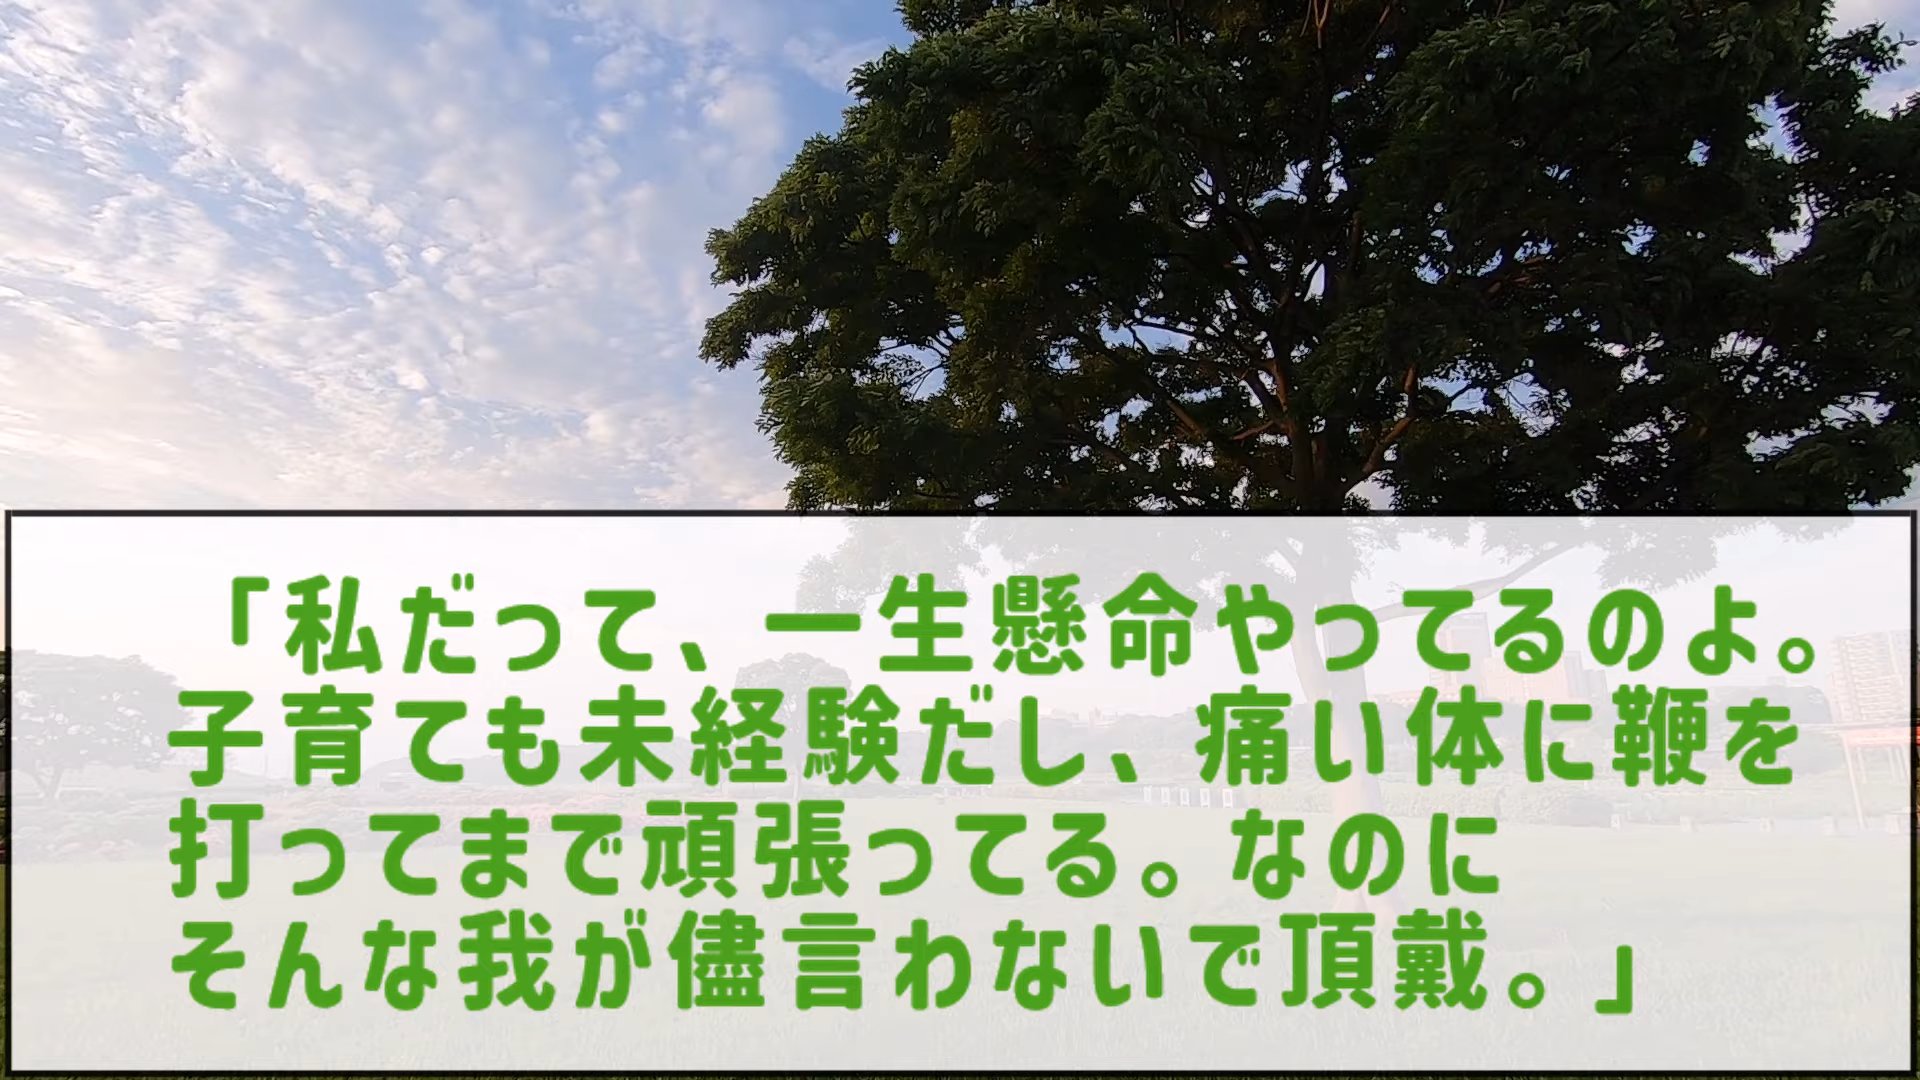 「私だって、一生懸命やってるのよ。
子育ても未経験だし、痛い体に鞭を
打ってまで頑張ってる。なのに
そんな我が儘言わないで頂戴。」